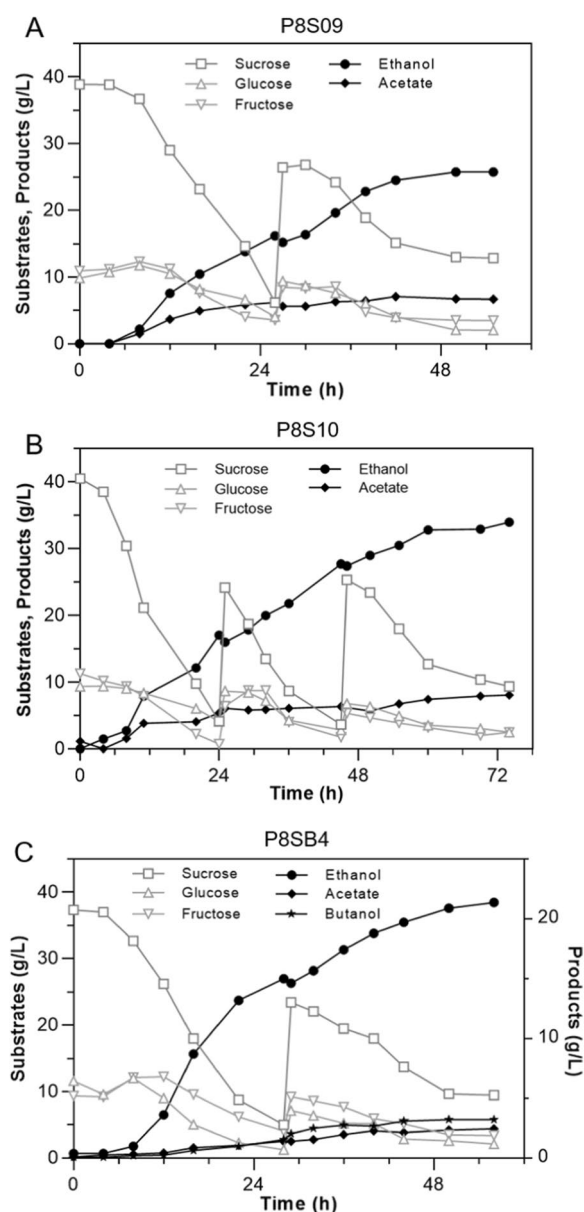 A
P8S09
Substrates, Products (g/L)
40
30
20
10
0
Sucrose
Glucose
Fructose
Ethanol
Acetate
0
24
48
Time (h)
B
P8S10
Substrates, Products (g/L)
40
30
20
10
0
Sucrose
Glucose
Fructose
Ethanol
Acetate
0
24
48
72
Time (h)
C
P8SB4
Substrates (g/L)
40
30
20
10
0
Sucrose
Glucose
Fructose
Ethanol
Acetate
Butanol
20
10
0
Products (g/L)
0
28
48
Time (h)